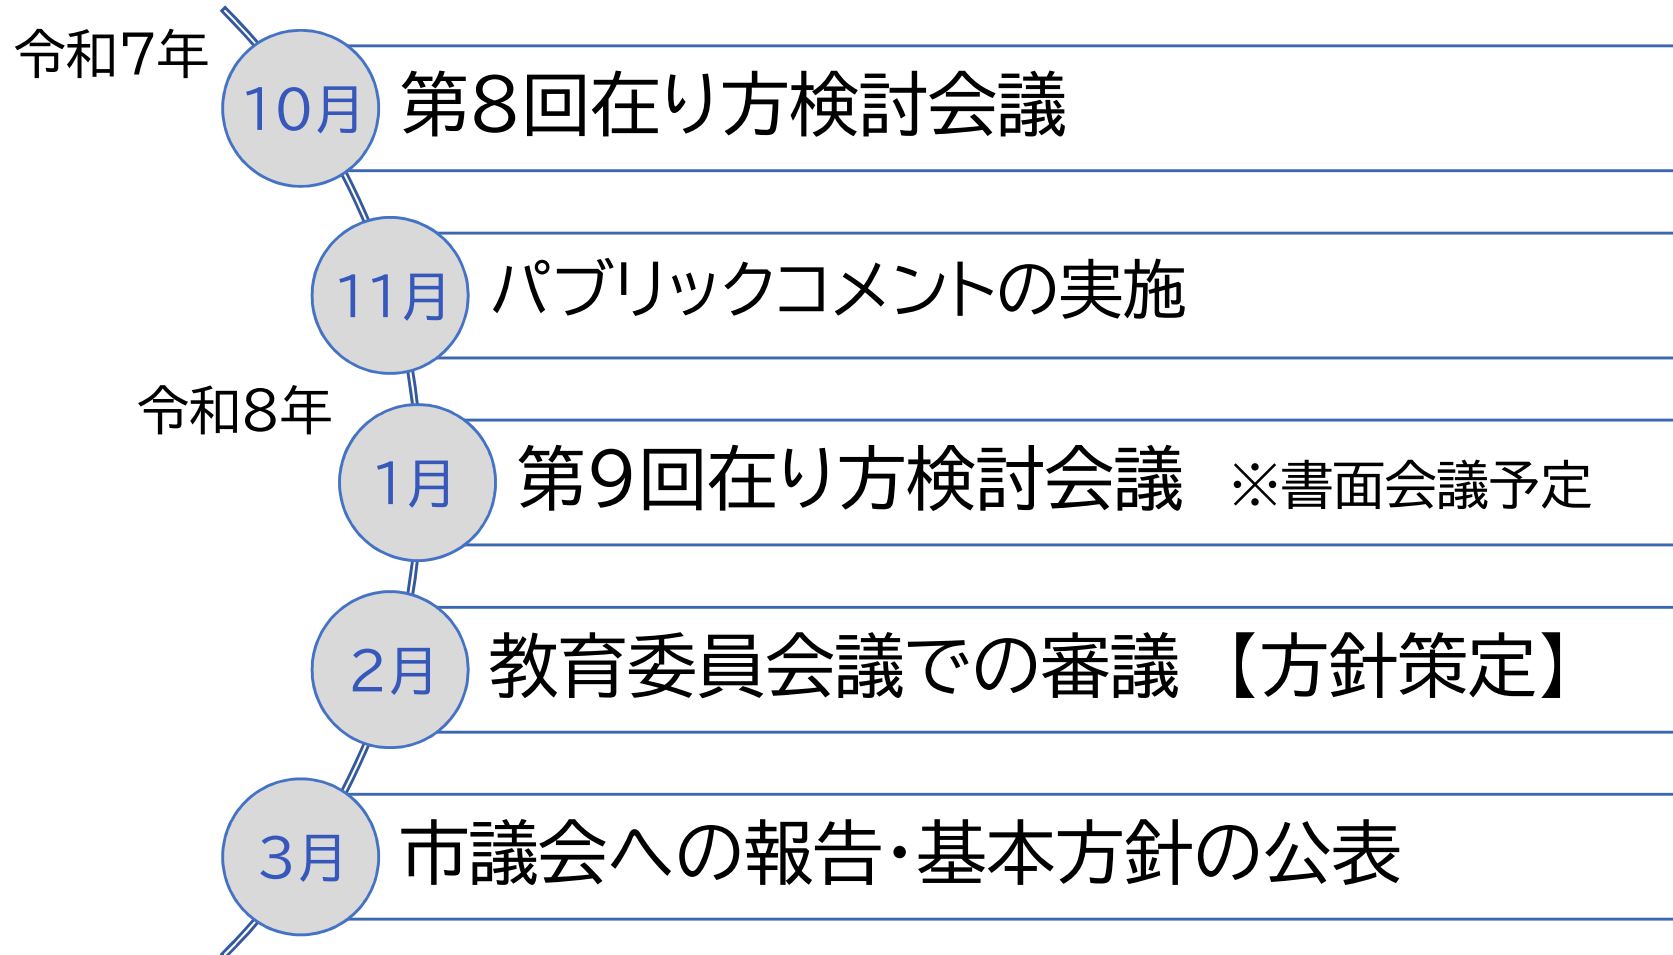 令和7年
10月 第8回在り方検討会議
11月 パブリックコメントの実施
令和8年
1月 第9回在り方検討会議 ※書面会議予定
2月 教育委員会議での審議【方針策定】
3月 市議会への報告・基本方針の公表